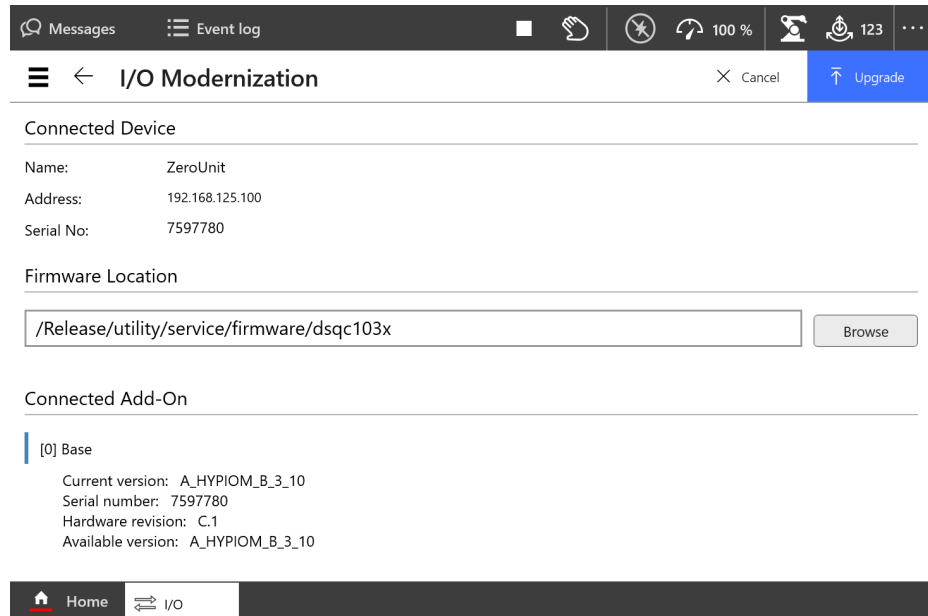 Messages Event log 100 % 123 ...
I/O Modernization Cancel Upgrade
Connected Device
Name: ZeroUnit
Address: 192.168.125.100
Serial No: 7597780
Firmware Location
/Release/utility/service/firmware/dsqc103x Browse
Connected Add-On
[0] Base
Current version: A_HYPIOM_B_3_10
Serial number: 7597780
Hardware revision: C.1
Available version: A_HYPIOM_B_3_10
Home I/O